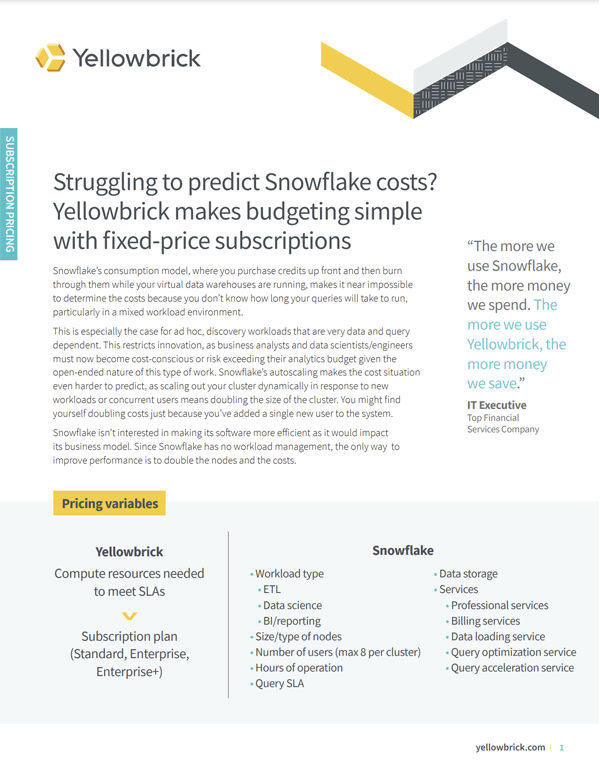 Yellowbrick
SUBSCRIPTION PRICING
Struggling to predict Snowflake costs?
Yellowbrick makes budgeting simple
with fixed-price subscriptions
Snowflake's consumption model, where you purchase credits up front and then burn
through them while your virtual data warehouses are running, makes it near impossible
to determine the costs because you don't know how long your queries will take to run,
particularly in a mixed workload environment.
This is especially the case for ad hoc, discovery workloads that are very data and query
dependent. This restricts innovation, as business analysts and data scientists/engineers
must now become cost-conscious or risk exceeding their analytics budget given the
open-ended nature of this type of work. Snowflake's autoscaling makes the cost situation
even harder to predict, as scaling out your cluster dynamically in response to new
workloads or concurrent users means doubling the size of the cluster. You might find
yourself doubling costs just because you've added a single new user to the system.
Snowflake isn't interested in making its software more efficient as it would impact
its business model. Since Snowflake has no workload management, the only way to
improve performance is to double the nodes and the costs.
"The more we
use Snowflake,
the more money
we spend. The
more we use
Yellowbrick, the
more money
we save."
IT Executive
Top Financial
Services Company
Pricing variables
Yellowbrick
Compute resources needed
to meet SLAs
Subscription plan
(Standard, Enterprise,
Enterprise+)
Snowflake
• Workload type
• ETL
• Data science
• BI/reporting
• Size/type of nodes
• Number of users (max 8 per cluster)
• Hours of operation
• Query SLA
• Data storage
• Services
• Professional services
• Billing services
• Data loading service
• Query optimization service
• Query acceleration service
yellowbrick.com | 1